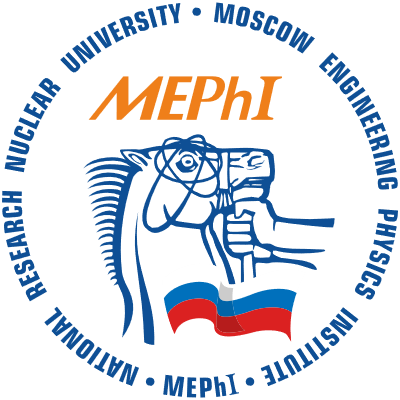 NATIONAL RESEARCH NUCLEAR UNIVERSITY • MOSCOW ENGINEERING PHYSICS INSTITUTE • MEPhI •
MEPhI